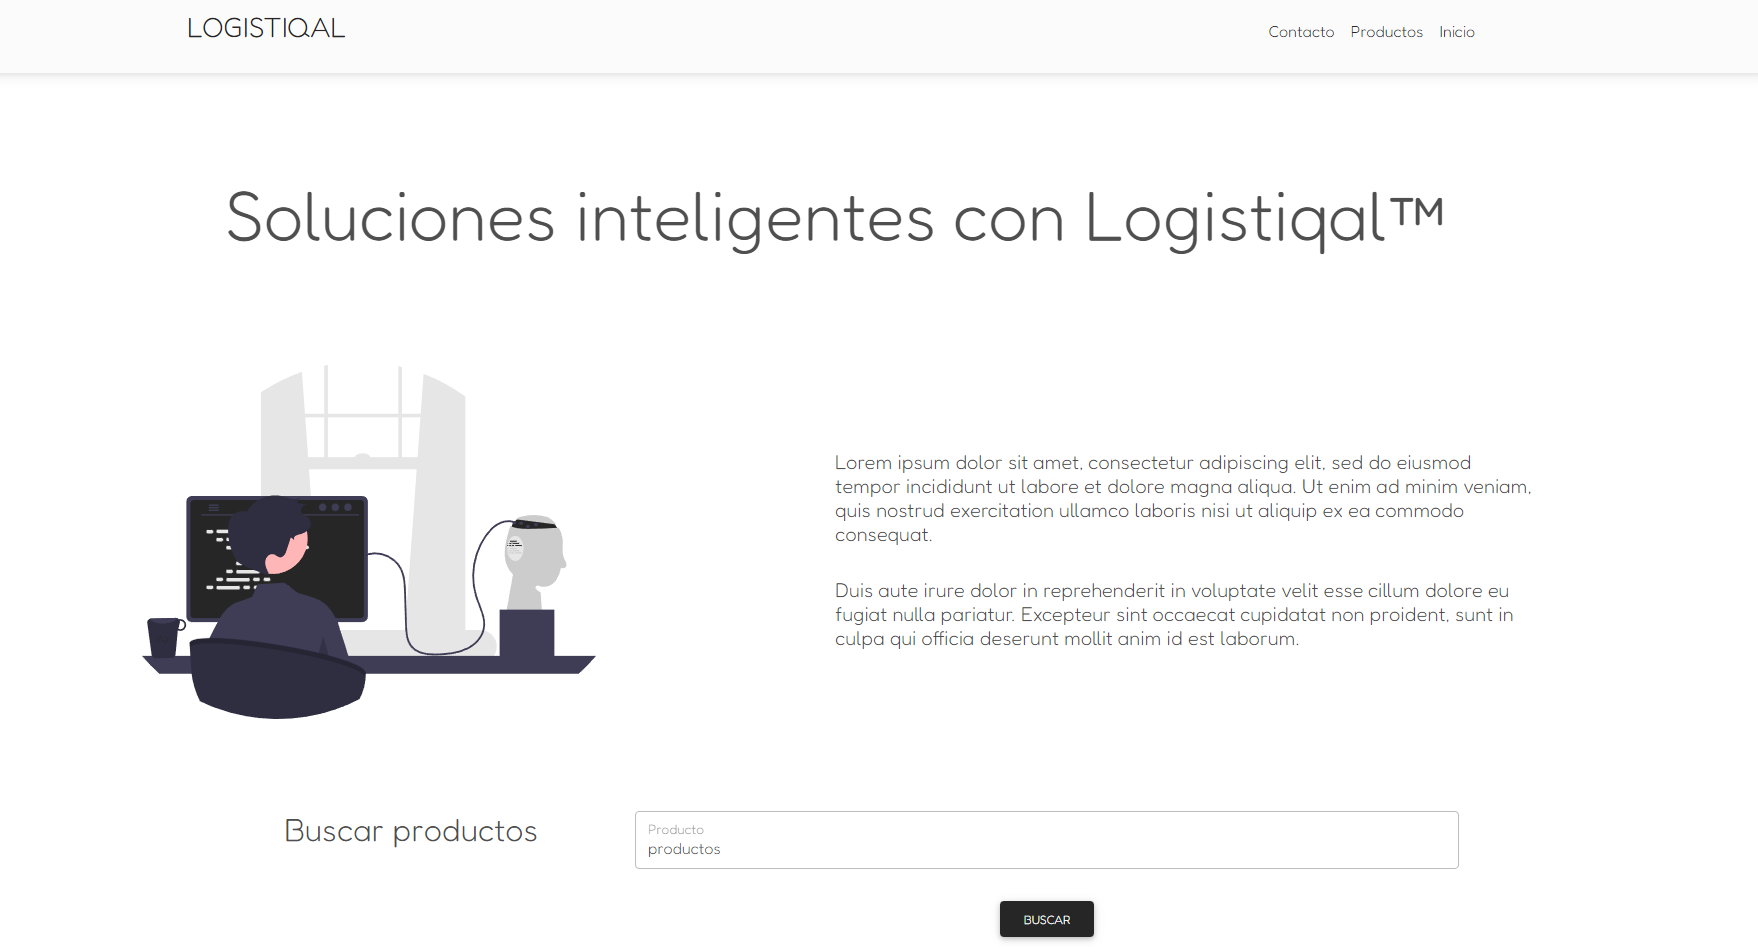 LOGISTIQAL
Contacto Productos Inicio
Soluciones inteligentes con Logistiqal™
Lorem ipsum dolor sit amet, consectetur adipiscing elit, sed do eiusmod
tempor incididunt ut labore et dolore magna aliqua. Ut enim ad minim veniam,
quis nostrud exercitation ullamco laboris nisi ut aliquip ex ea commodo
consequat.
Duis aute irure dolor in reprehenderit in voluptate velit esse cillum dolore eu
fugiat nulla pariatur. Excepteur sint occaecat cupidatat non proident, sunt in
culpa qui officia deserunt mollit anim id est laborum.
Buscar productos
Producto
productos
BUSCAR